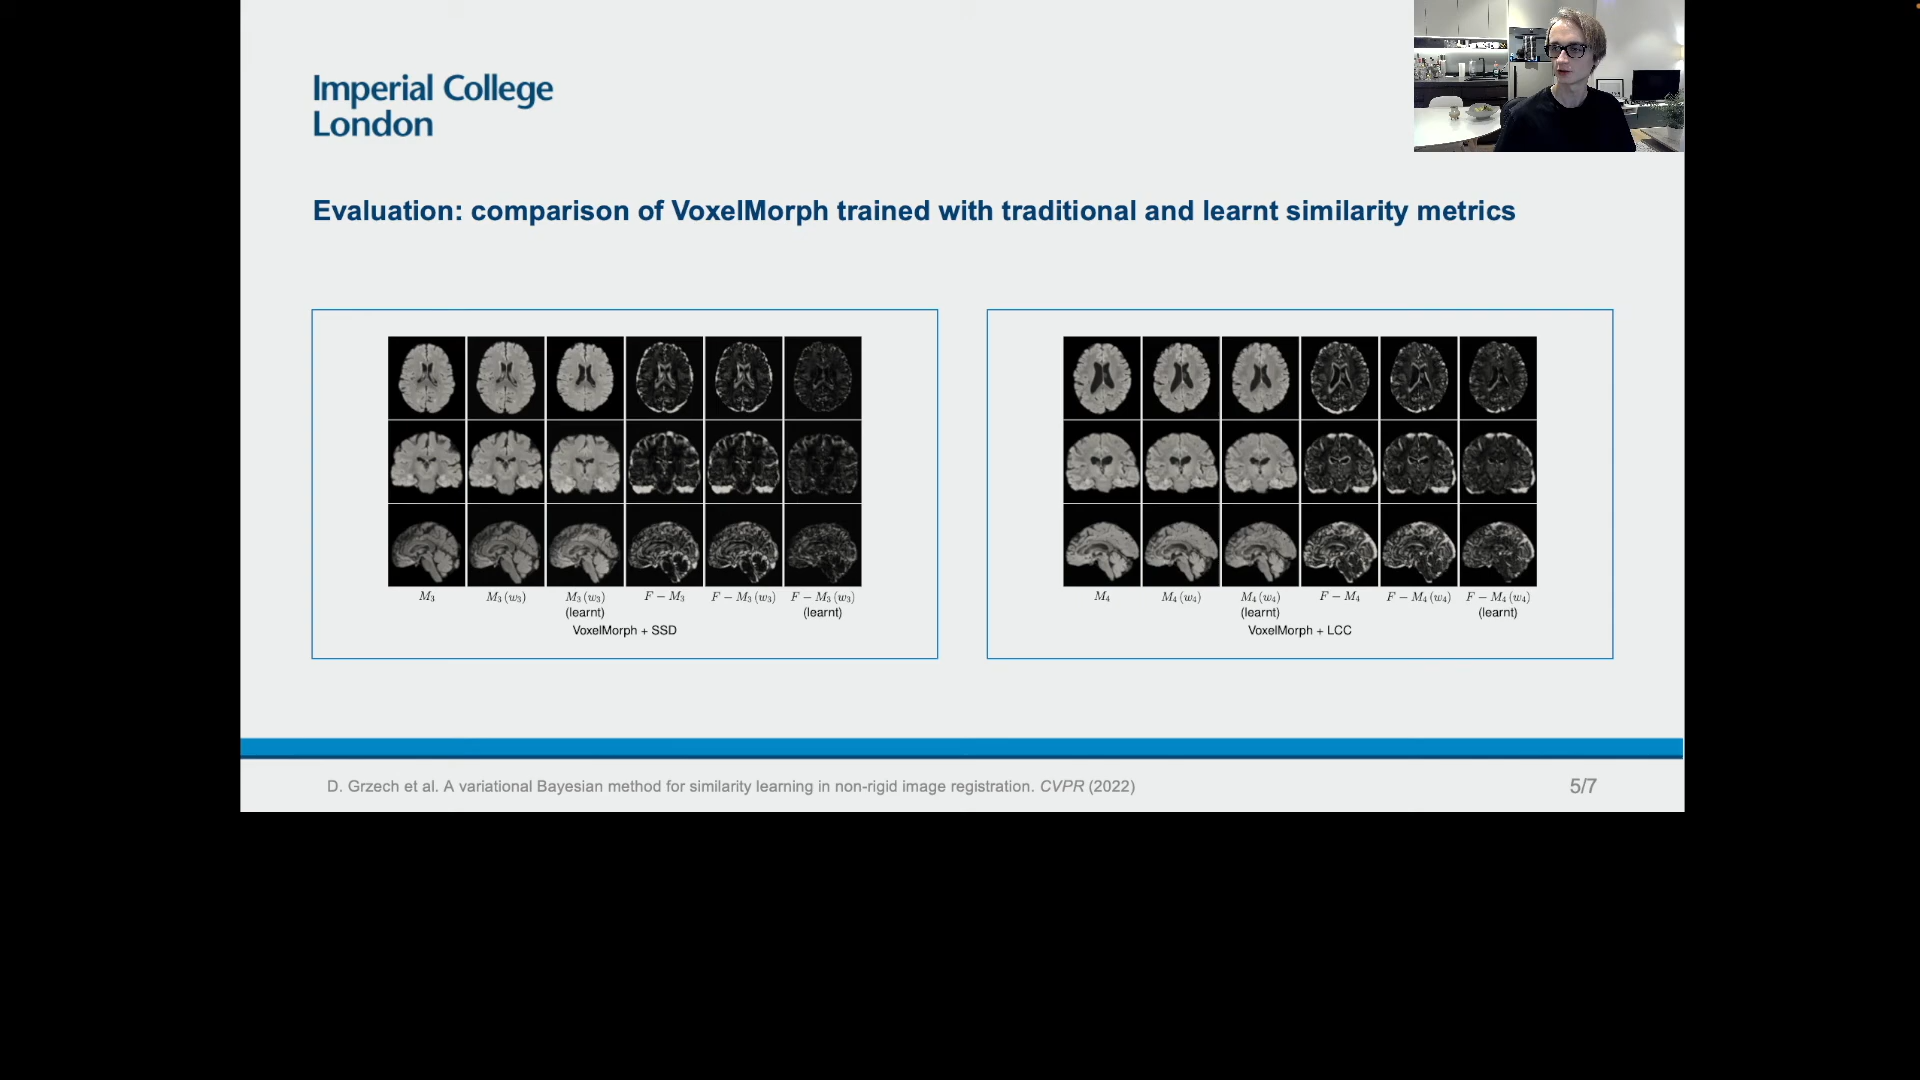 Imperial College
London
Evaluation: comparison of VoxelMorph trained with traditional and learnt similarity metrics
M₃ M₃ (w₃) M₃ (w₃) F − M₃ F − M₃ (w₃) F − M₃ (w₃)
(learnt) (learnt)
VoxelMorph + SSD
M₄ M₄ (w₄) M₄ (w₄) F − M₄ F − M₄ (w₄) F − M₄ (w₄)
(learnt) (learnt)
VoxelMorph + LCC
D. Grzech et al. A variational Bayesian method for similarity learning in non-rigid image registration. CVPR (2022)
5/7